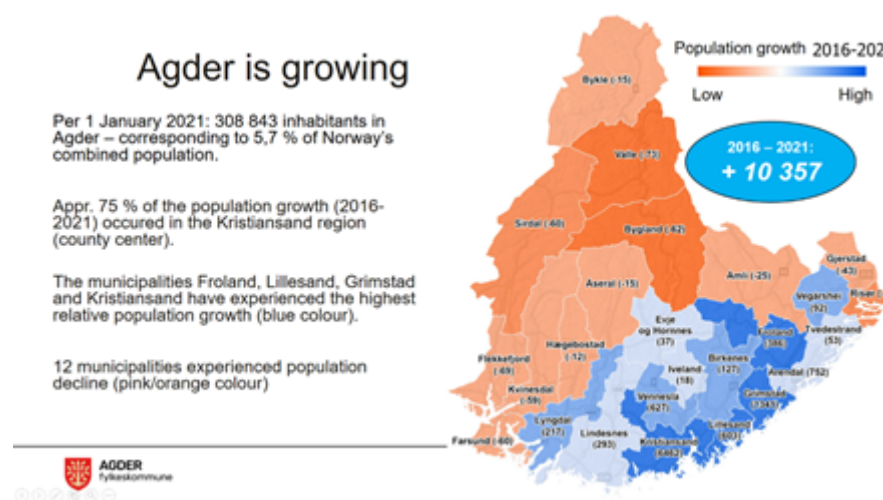 Agder is growing
Per 1 January 2021: 308 843 inhabitants in
Agder – corresponding to 5,7 % of Norway's
combined population.
Appr. 75 % of the population growth (2016-
2021) occured in the Kristiansand region
(county center).
The municipalities Froland, Lillesand, Grimstad
and Kristiansand have experienced the highest
relative population growth (blue colour).
12 municipalities experienced population
decline (pink/orange colour)
AGDER
fylkeskommune
Population growth 2016-202
Low High
2016 – 2021:
+ 10 357
Bykle (-15)
Valle (-73)
Sirdal (-60)
Bygland (-62)
Åseral (-15)
Åmli (-25)
Gjerstad
(-43)
Vegårshei
(92)
Risør
Tvedestrand
(53)
Evje
og Hornnes
(37)
Froland
(386)
Birkenes
(127)
Arendal (752)
Hægebostad
(-12)
Iveland
(18)
Grimstad
Flekkefjord
(-69)
Kvinesdal
(-59)
Vennesla
(627)
Lyngdal
(217)
Lillesand
(603)
Lindesnes
(293)
Kristiansand
Farsund (-60)